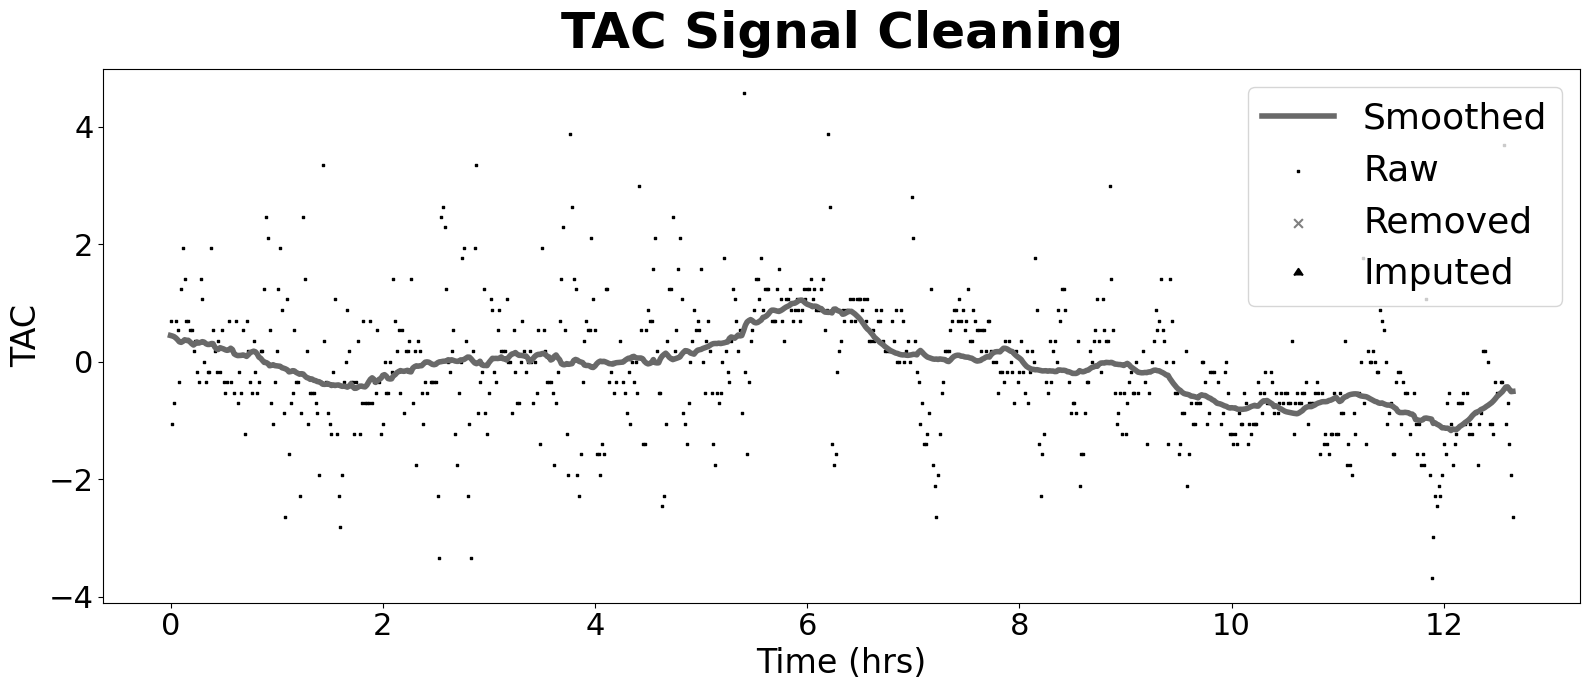 TAC Signal Cleaning
Smoothed
Raw
Removed
Imputed
TAC
4
2
0
−2
−4
0 2 4 6 8 10 12
Time (hrs)